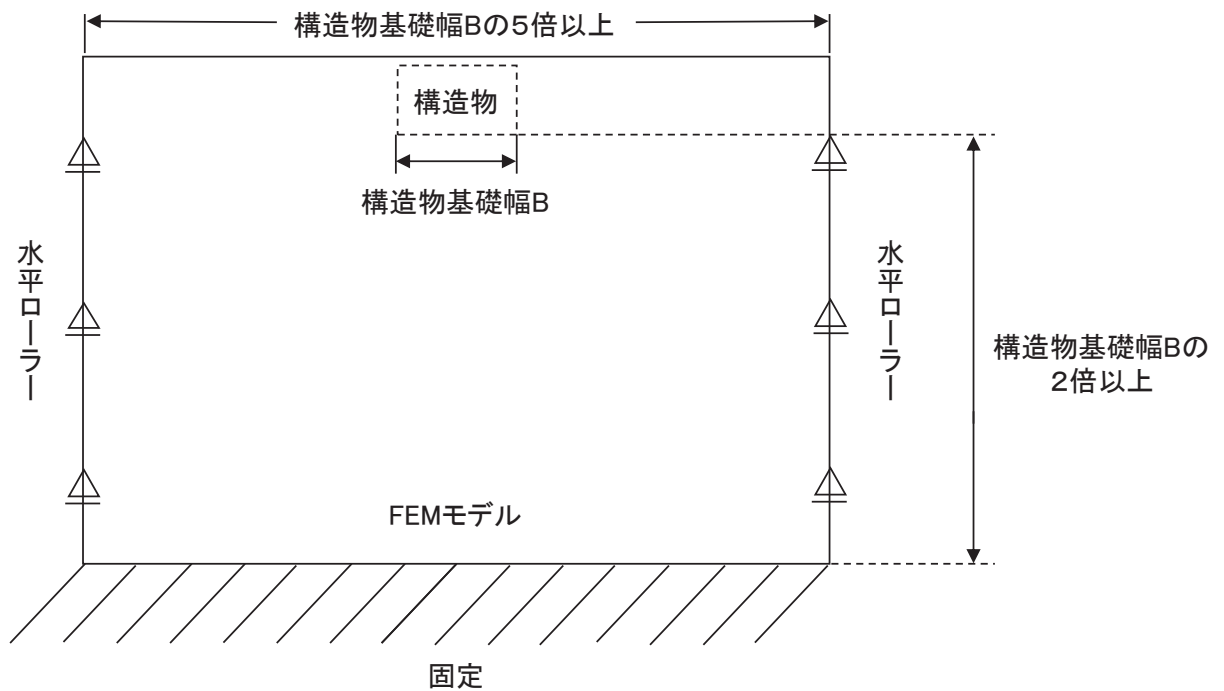 構造物基礎幅Bの5倍以上
構造物
構造物基礎幅B
水平ローラー
水平ローラー
構造物基礎幅Bの
2倍以上
FEMモデル
固定